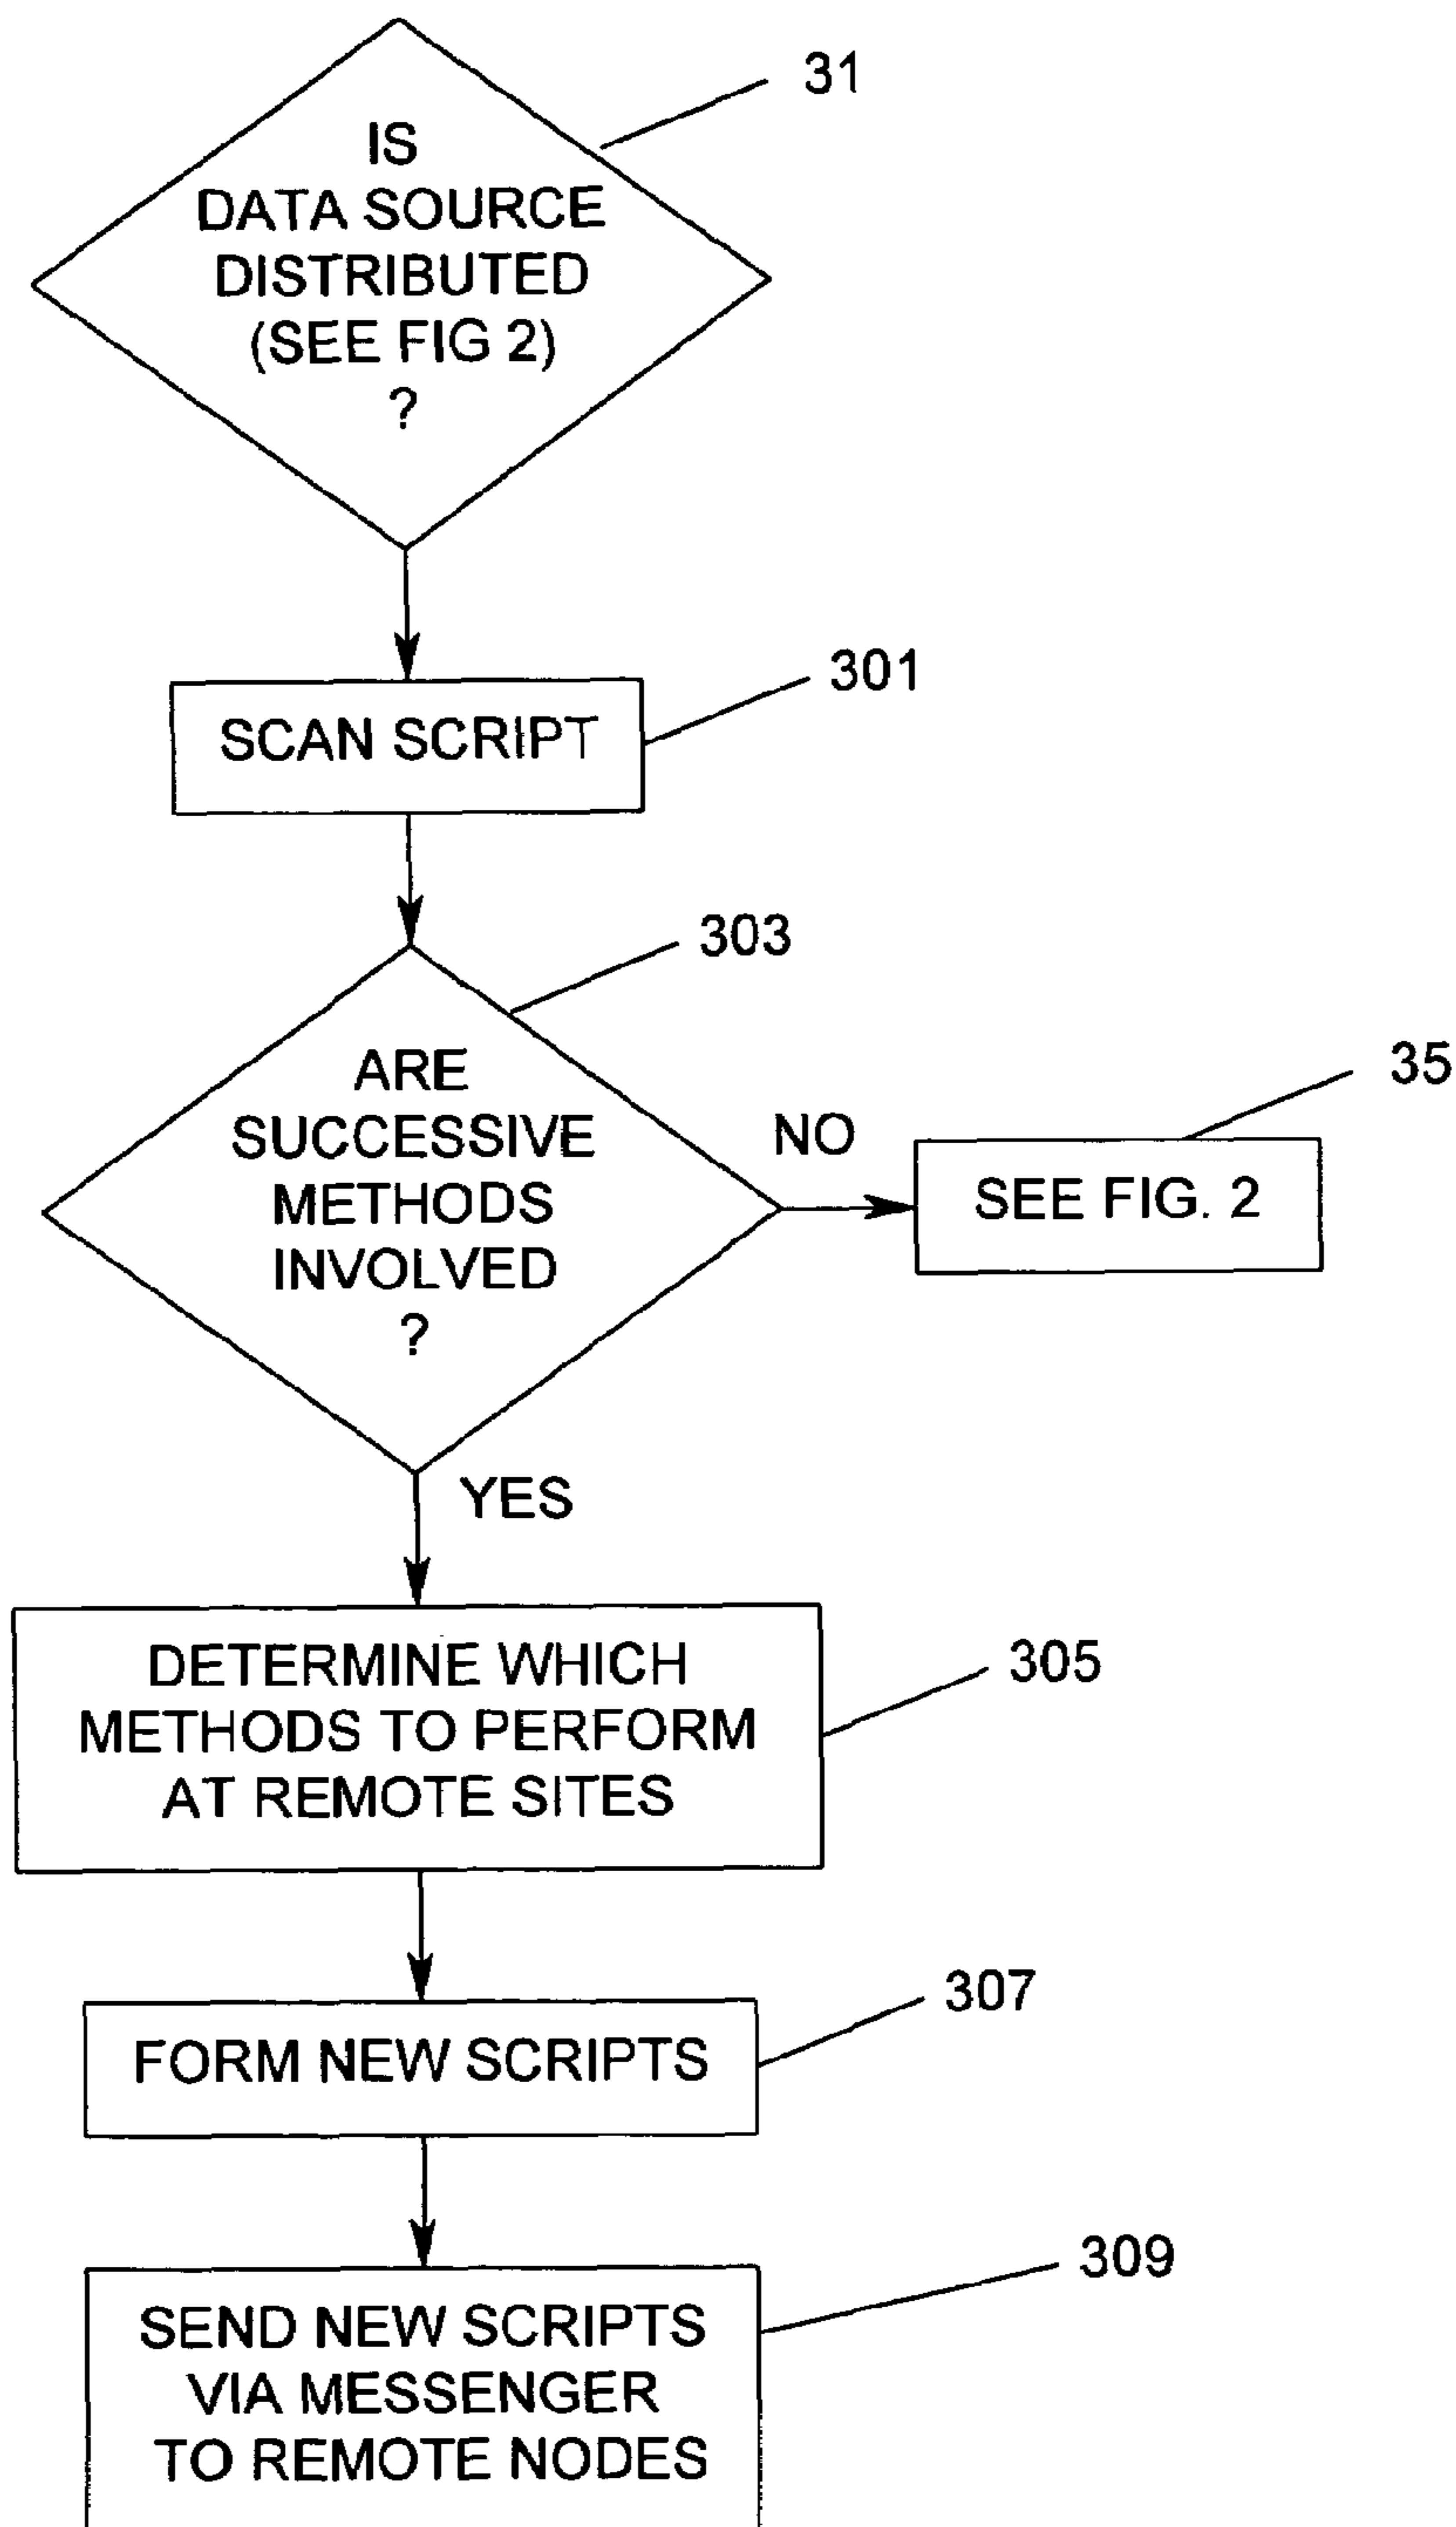 31
IS
DATA SOURCE
DISTRIBUTED
(SEE FIG 2)
?
301
SCAN SCRIPT
303
ARE
SUCCESSIVE
METHODS
INVOLVED
?
NO
35
SEE FIG. 2
YES
305
DETERMINE WHICH
METHODS TO PERFORM
AT REMOTE SITES
307
FORM NEW SCRIPTS
309
SEND NEW SCRIPTS
VIA MESSENGER
TO REMOTE NODES